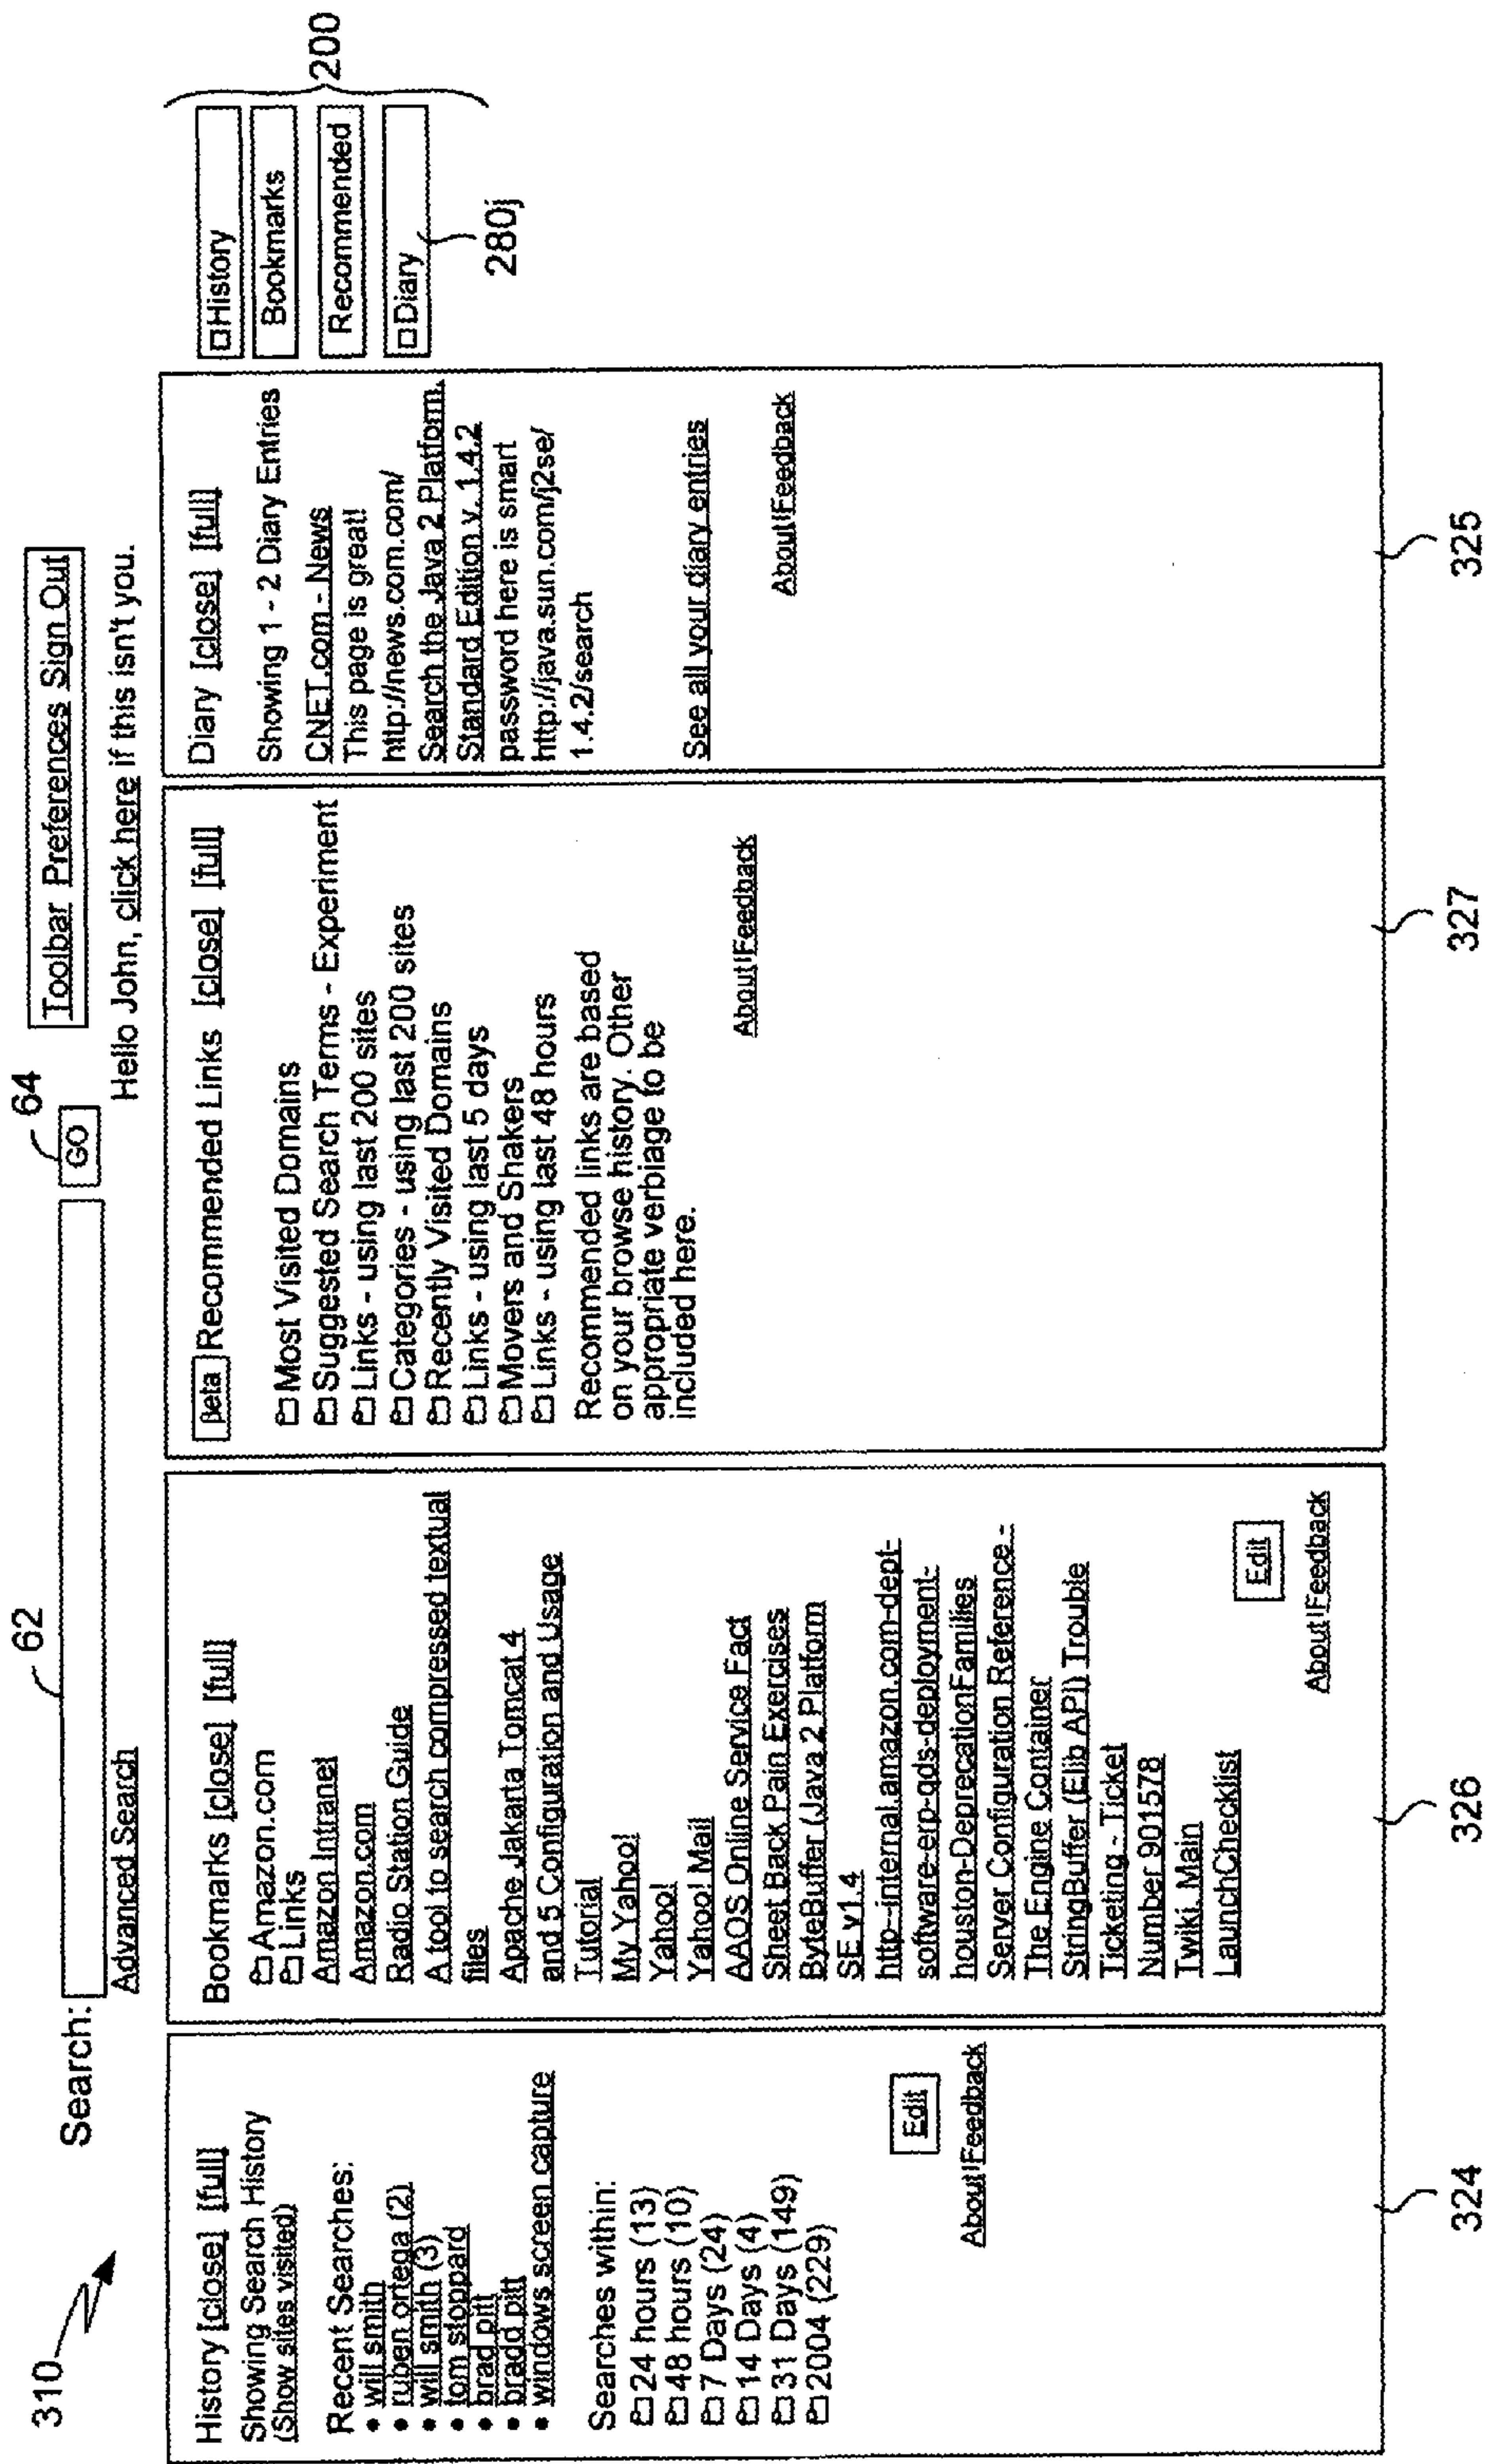 310
Search:
62
GO
64
Toolbar Preferences Sign Out
Advanced Search
Hello John, click here if this isn't you.
History [close] [full]
Showing Search History
(Show sites visited)
Recent Searches:
• will smith
• ruben ortega (2)
• will smith (3)
• tom stoppard
• brad pitt
• bradd pitt
• windows screen capture
Searches within:
24 hours (13)
48 hours (10)
7 Days (24)
14 Days (4)
31 Days (149)
2004 (229)
Edit
About|Feedback
324
Bookmarks [close] [full]
Amazon.com
Links
Amazon Intranet
Amazon.com
Radio Station Guide
A tool to search compressed textual
files
Apache Jakarta Tomcat 4
and 5 Configuration and Usage
Tutorial
My Yahoo!
Yahoo!
Yahoo! Mail
AAOS Online Service Fact
Sheet Back Pain Exercises
ByteBuffer (Java 2 Platform
SE v1.4
http--internal.amazon.com-dept-
software-erp-gds-deployment-
houston-DeprecationFamilies
Server Configuration Reference -
The Engine Container
StringBuffer (Elib API) Trouble
Ticketing - Ticket
Number 901578
Twiki. Main
LaunchChecklist
Edit
About|Feedback
326
Beta Recommended Links [close] [full]
Most Visited Domains
Suggested Search Terms - Experiment
Links - using last 200 sites
Categories - using last 200 sites
Recently Visited Domains
Links - using last 5 days
Movers and Shakers
Links - using last 48 hours
Recommended links are based
on your browse history. Other
appropriate verbiage to be
included here.
About|Feedback
327
Diary [close] [full]
Showing 1 - 2 Diary Entries
CNET.com - News
This page is great!
http://news.com.com/
Search the Java 2 Platform,
Standard Edition v. 1.4.2
password here is smart
http://java.sun.com/j2se/
1.4.2/search
See all your diary entries
About|Feedback
325
History
Bookmarks
Recommended
Diary
200
280j